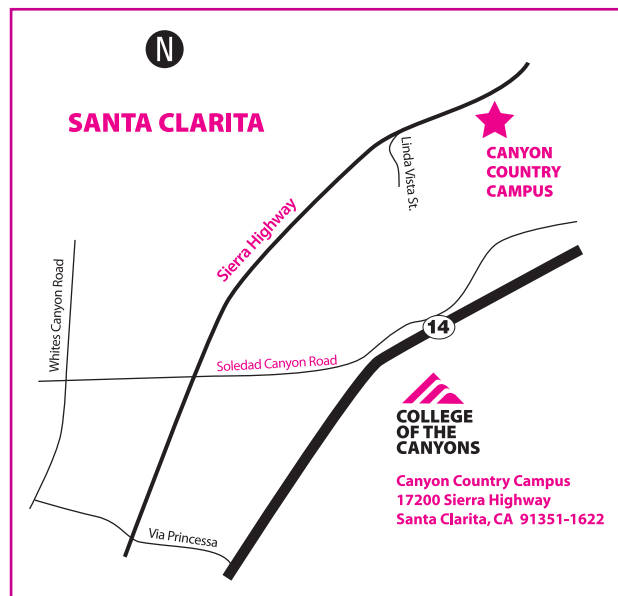 N
SANTA CLARITA
Linda Vista St.
CANYON
COUNTRY
CAMPUS
Sierra Highway
Whites Canyon Road
14
Soledad Canyon Road
COLLEGE
OF THE
CANYONS
Canyon Country Campus
17200 Sierra Highway
Santa Clarita, CA 91351-1622
Via Princessa